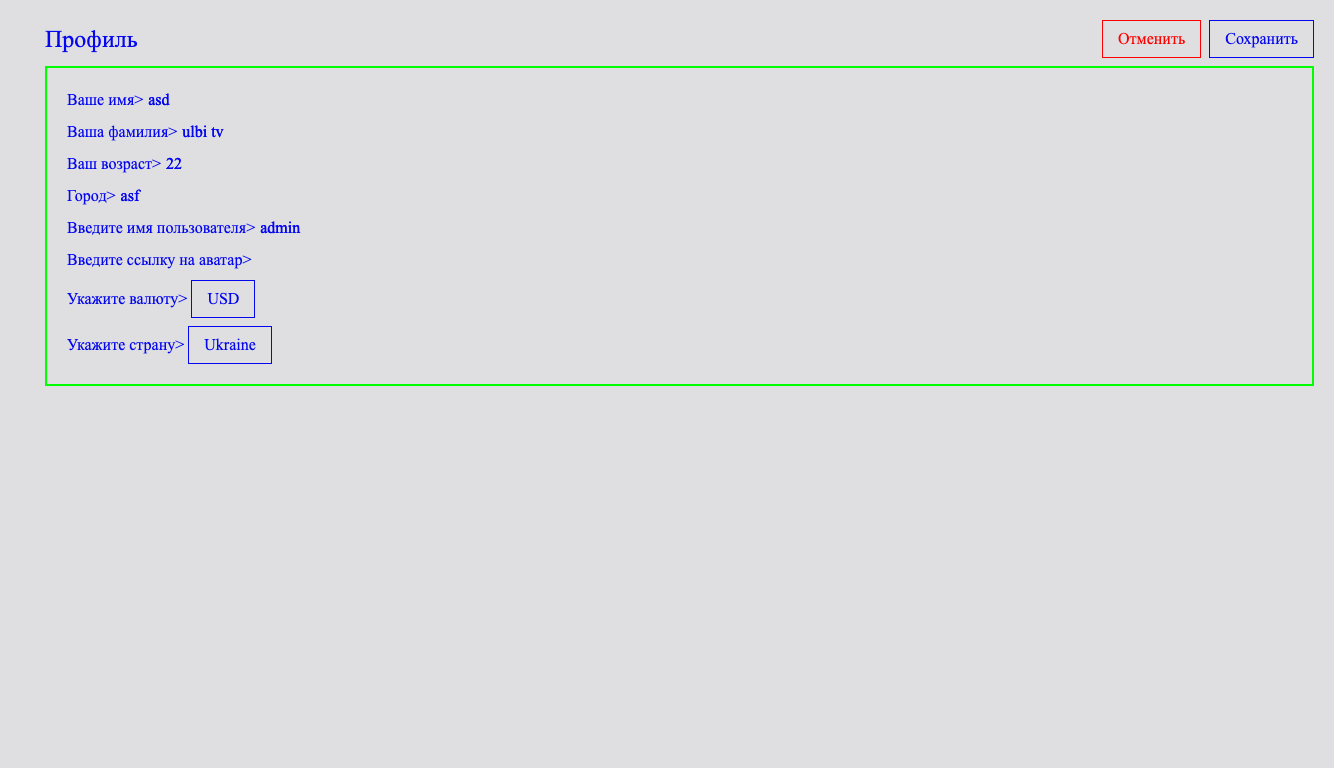 Профиль
Отменить Сохранить
Ваше имя> asd
Ваша фамилия> ulbi tv
Ваш возраст> 22
Город> asf
Введите имя пользователя> admin
Введите ссылку на аватар>
Укажите валюту> USD
Укажите страну> Ukraine